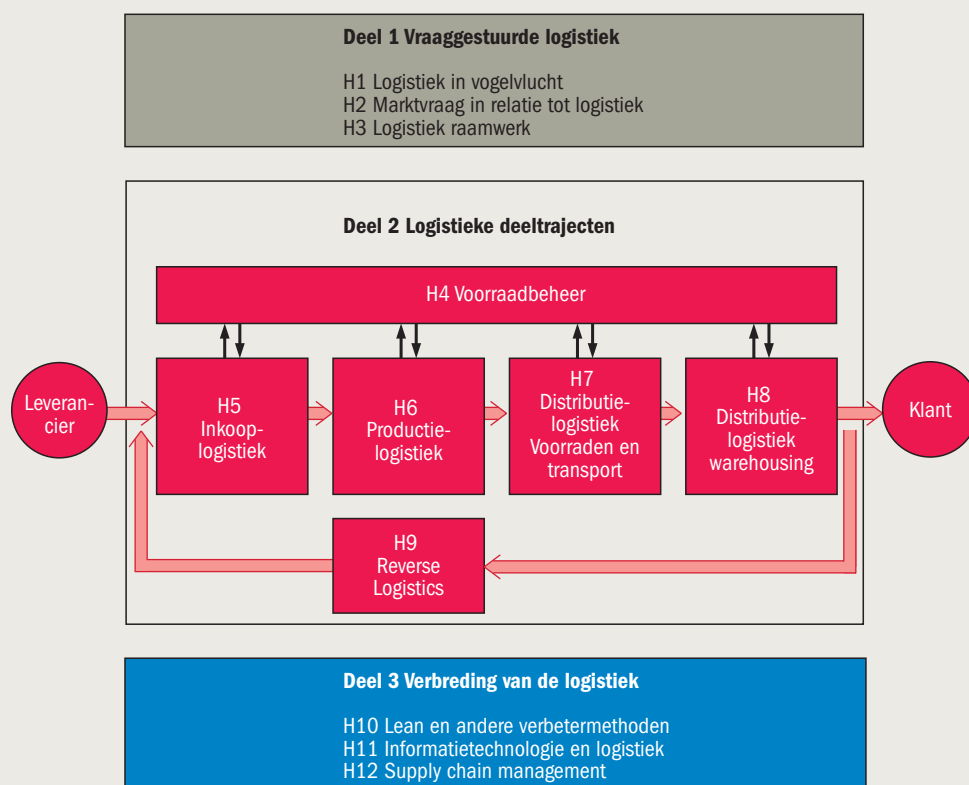 Deel 1 Vraaggestuurde logistiek
H1 Logistiek in vogelvlucht
H2 Marktvraag in relatie tot logistiek
H3 Logistiek raamwerk
Deel 2 Logistieke deeltrajecten
H4 Voorraadbeheer
Leveran-
cier
H5
Inkoop-
logistiek
H6
Productie-
logistiek
H7
Distributie-
logistiek
Voorraden en
transport
H8
Distributie-
logistiek
warehousing
Klant
H9
Reverse
Logistics
Deel 3 Verbreding van de logistiek
H10 Lean en andere verbetermethoden
H11 Informatietechnologie en logistiek
H12 Supply chain management